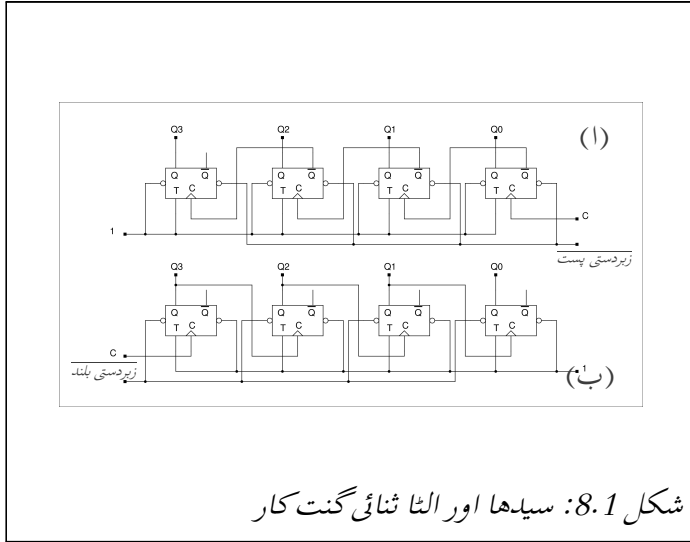 Q3 Q2 Q1 Q0 (ا)
Q Q Q Q Q Q Q Q
T C T C T C T C
C
1
زبردستی پست
Q3 Q2 Q1 Q0
Q Q Q Q Q Q Q Q
T C T C T C T C
C
زبردستی بلند
1
(ب)
شکل 8.1: سیدھا اور الٹا ثنائی گنت کار